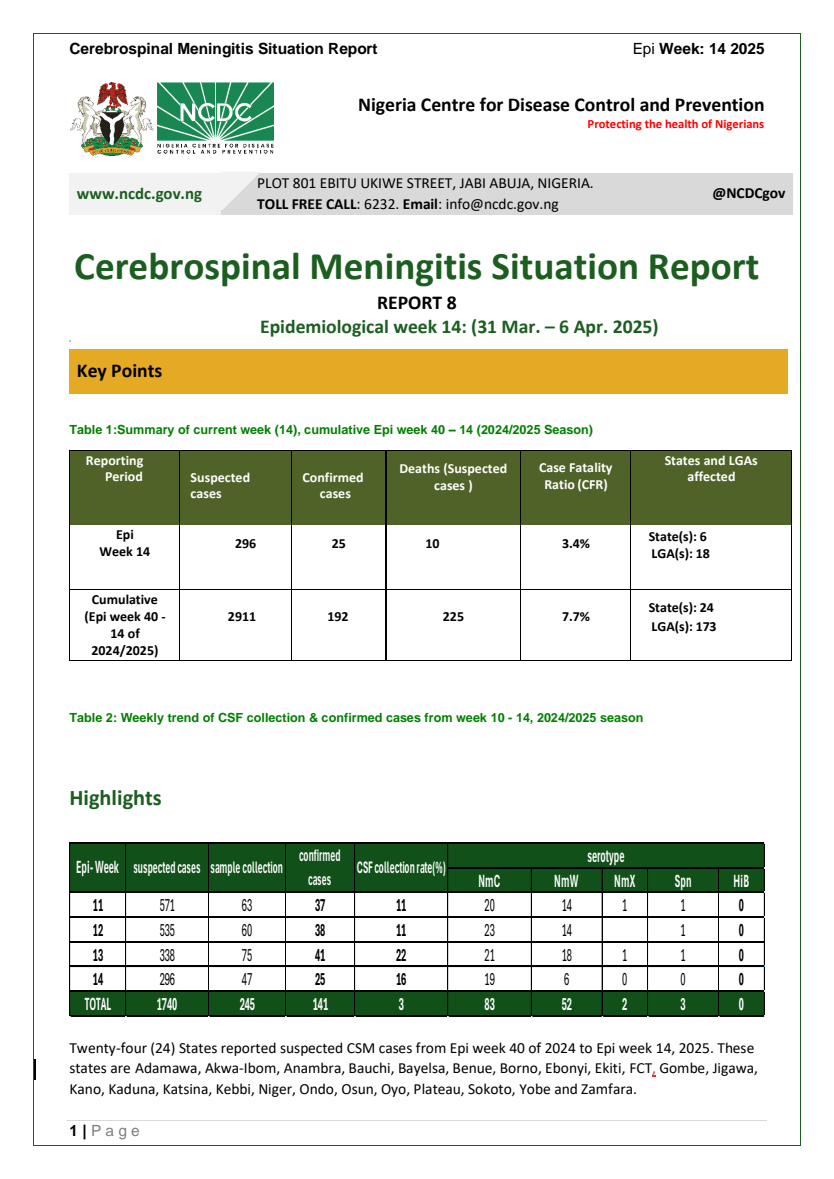 Cerebrospinal Meningitis Situation Report Epi Week: 14 2025
NCDC
NIGERIA CENTRE FOR DISEASE
CONTROL AND PREVENTION
Nigeria Centre for Disease Control and Prevention
Protecting the health of Nigerians
www.ncdc.gov.ng
PLOT 801 EBITU UKIWE STREET, JABI ABUJA, NIGERIA.
TOLL FREE CALL: 6232. Email: info@ncdc.gov.ng
@NCDCgov
Cerebrospinal Meningitis Situation Report
REPORT 8
Epidemiological week 14: (31 Mar. – 6 Apr. 2025)
Key Points
Table 1:Summary of current week (14), cumulative Epi week 40 – 14 (2024/2025 Season)
Reporting
Period
Suspected
cases
Confirmed
cases
Deaths (Suspected
cases )
Case Fatality
Ratio (CFR)
States and LGAs
affected
Epi
Week 14
296
25
10
3.4%
State(s): 6
LGA(s): 18
Cumulative
(Epi week 40 -
14 of
2024/2025)
2911
192
225
7.7%
State(s): 24
LGA(s): 173
Table 2: Weekly trend of CSF collection & confirmed cases from week 10 - 14, 2024/2025 season
Highlights
Epi- Week
suspected cases
sample collection
confirmed
cases
CSF collection rate(%)
serotype
NmC NmW NmX Spn HiB
11 571 63 37 11 20 14 1 1 0
12 535 60 38 11 23 14 1 0
13 338 75 41 22 21 18 1 1 0
14 296 47 25 16 19 6 0 0 0
TOTAL 1740 245 141 3 83 52 2 3 0
Twenty-four (24) States reported suspected CSM cases from Epi week 40 of 2024 to Epi week 14, 2025. These
states are Adamawa, Akwa-Ibom, Anambra, Bauchi, Bayelsa, Benue, Borno, Ebonyi, Ekiti, FCT, Gombe, Jigawa,
Kano, Kaduna, Katsina, Kebbi, Niger, Ondo, Osun, Oyo, Plateau, Sokoto, Yobe and Zamfara.
1 | Page